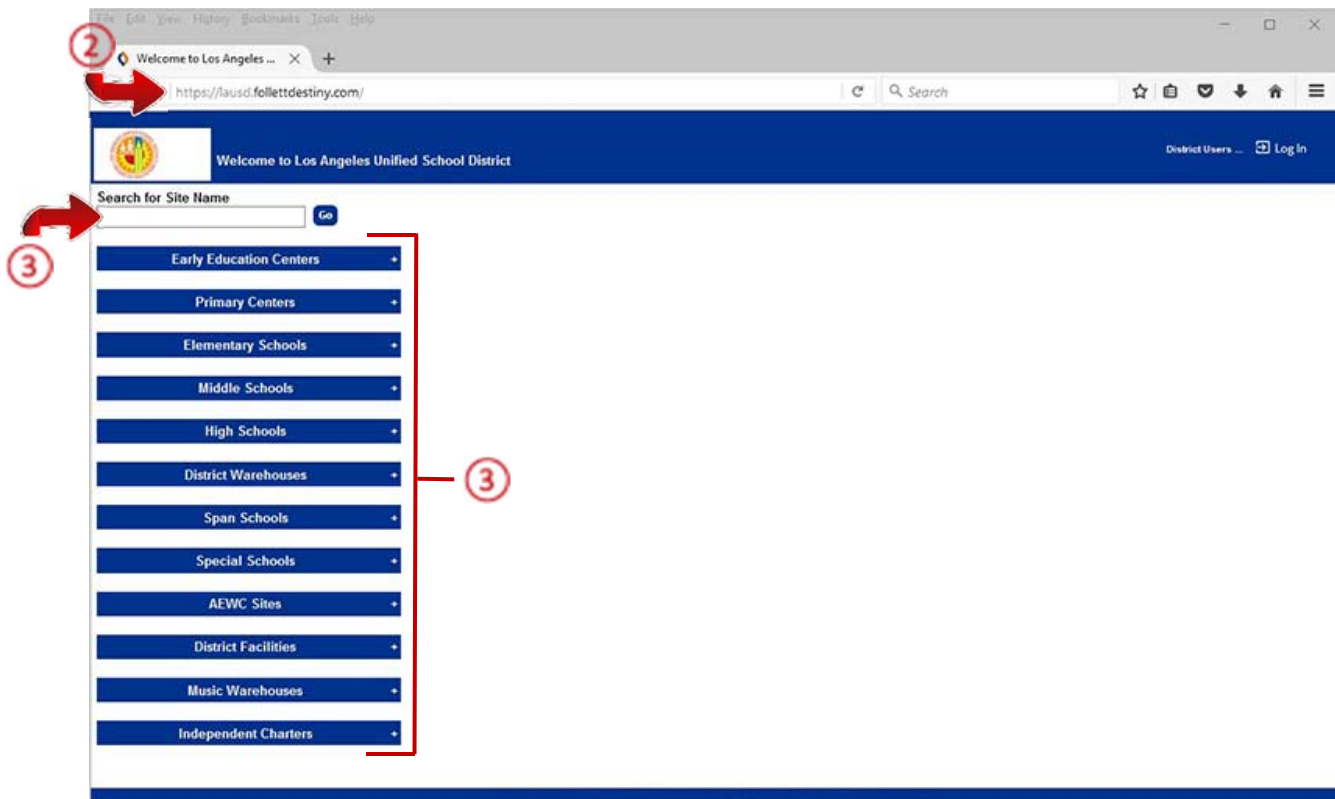 File Edit View History Bookmarks Tools Help
②
Welcome to Los Angeles ... × +
https://lausd.follettdestiny.com/
Search
Welcome to Los Angeles Unified School District
District Users ... Log In
Search for Site Name
Go
③
Early Education Centers +
Primary Centers +
Elementary Schools +
Middle Schools +
High Schools +
District Warehouses +
③
Span Schools +
Special Schools +
AEWC Sites +
District Facilities +
Music Warehouses +
Independent Charters +